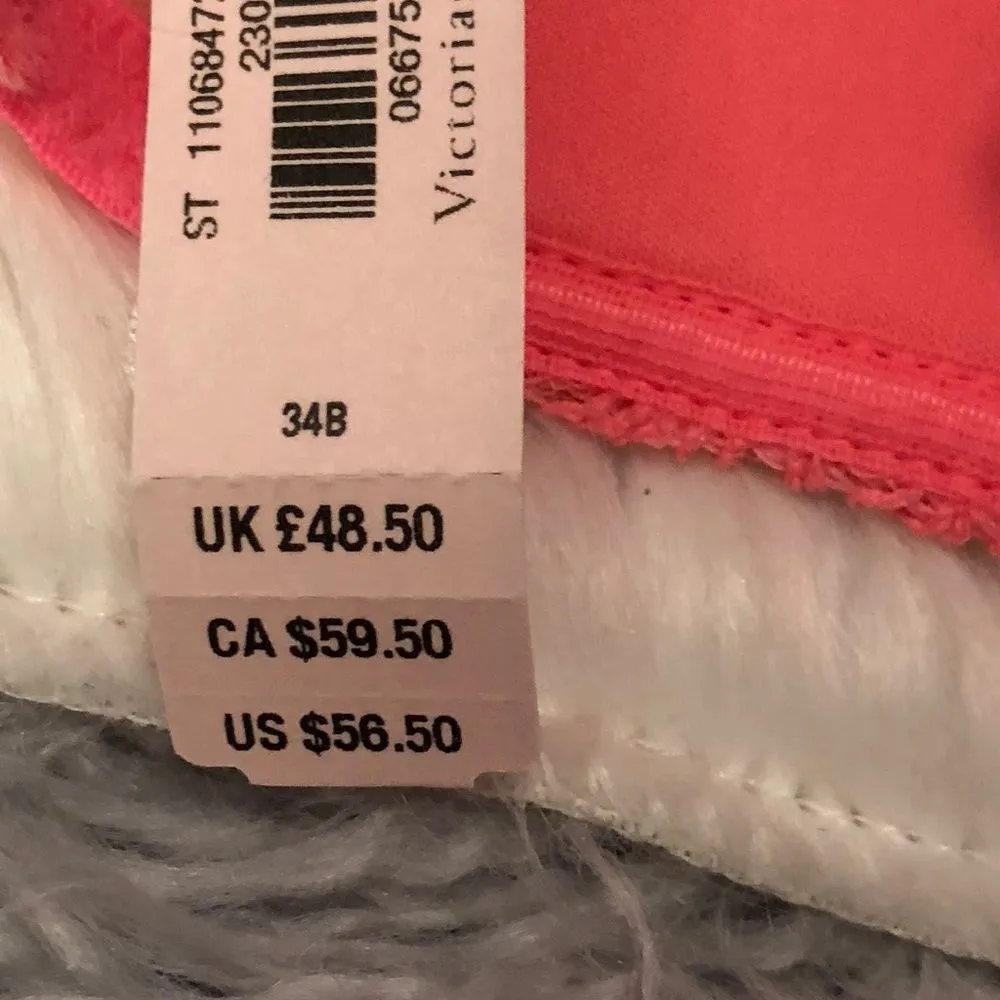 ST 1106847
230
06675
Victoria
34B
UK £48.50
CA $59.50
US $56.50